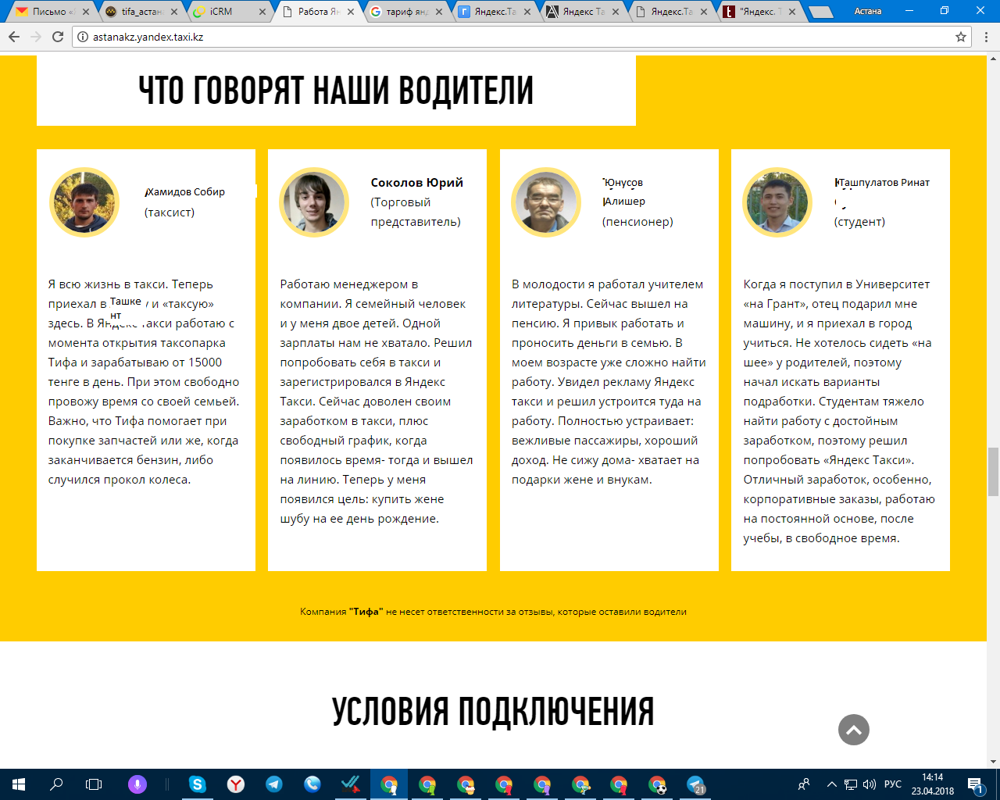 Письмо «Я
tifa_астан
iCRM
Работа Ян
тариф янд
Яндекс.Та
Яндекс Та
Яндекс.Та
"Яндекс. Т
Астана
astanakz.yandex.taxi.kz
ЧТО ГОВОРЯТ НАШИ ВОДИТЕЛИ
Хамидов Собир
(таксист)
Я всю жизнь в такси. Теперь
приехал в Ташкент и «таксую»
здесь. В Яндекс Такси работаю с
момента открытия таксопарка
Тифа и зарабатываю от 15000
тенге в день. При этом свободно
провожу время со своей семьей.
Важно, что Тифа помогает при
покупке запчастей или же, когда
заканчивается бензин, либо
случился прокол колеса.
Соколов Юрий
(Торговый
представитель)
Работаю менеджером в
компании. Я семейный человек
и у меня двое детей. Одной
зарплаты нам не хватало. Решил
попробовать себя в такси и
зарегистрировался в Яндекс
Такси. Сейчас доволен своим
заработком в такси, плюс
свободный график, когда
появилось время- тогда и вышел
на линию. Теперь у меня
появился цель: купить жене
шубу на ее день рождение.
Юнусов
Алишер
(пенсионер)
В молодости я работал учителем
литературы. Сейчас вышел на
пенсию. Я привык работать и
проносить деньги в семью. В
моем возрасте уже сложно найти
работу. Увидел рекламу Яндекс
такси и решил устроится туда на
работу. Полностью устраивает:
вежливые пассажиры, хороший
доход. Не сижу дома- хватает на
подарки жене и внукам.
Ташпулатов Ринат
(студент)
Когда я поступил в Университет
«на Грант», отец подарил мне
машину, и я приехал в город
учиться. Не хотелось сидеть «на
шее» у родителей, поэтому
начал искать варианты
подработки. Студентам тяжело
найти работу с достойным
заработком, поэтому решил
попробовать «Яндекс Такси».
Отличный заработок, особенно,
корпоративные заказы, работаю
на постоянной основе, после
учебы, в свободное время.
Компания "Тифа" не несет ответственности за отзывы, которые оставили водители
УСЛОВИЯ ПОДКЛЮЧЕНИЯ
21
РУС
14:14
23.04.2018
1